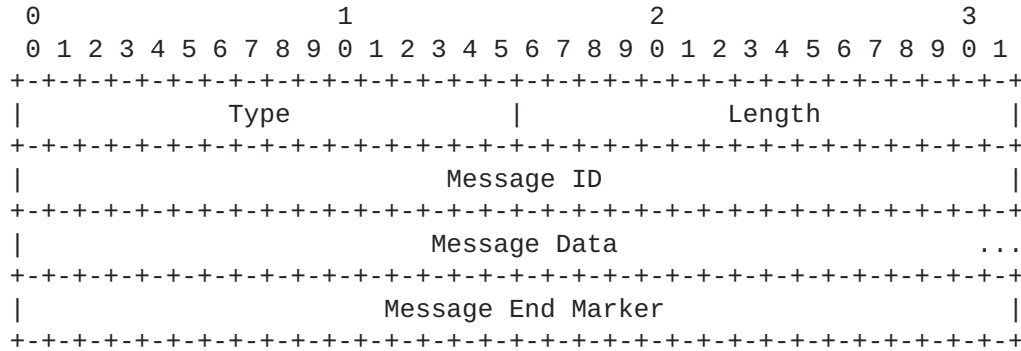 0                   1                   2                   3
 0 1 2 3 4 5 6 7 8 9 0 1 2 3 4 5 6 7 8 9 0 1 2 3 4 5 6 7 8 9 0 1
+-+-+-+-+-+-+-+-+-+-+-+-+-+-+-+-+-+-+-+-+-+-+-+-+-+-+-+-+-+-+-+-+
|             Type              |             Length            |
+-+-+-+-+-+-+-+-+-+-+-+-+-+-+-+-+-+-+-+-+-+-+-+-+-+-+-+-+-+-+-+-+
|                           Message ID                          |
+-+-+-+-+-+-+-+-+-+-+-+-+-+-+-+-+-+-+-+-+-+-+-+-+-+-+-+-+-+-+-+-+
|                          Message Data                       ...
+-+-+-+-+-+-+-+-+-+-+-+-+-+-+-+-+-+-+-+-+-+-+-+-+-+-+-+-+-+-+-+-+
|                       Message End Marker                      |
+-+-+-+-+-+-+-+-+-+-+-+-+-+-+-+-+-+-+-+-+-+-+-+-+-+-+-+-+-+-+-+-+